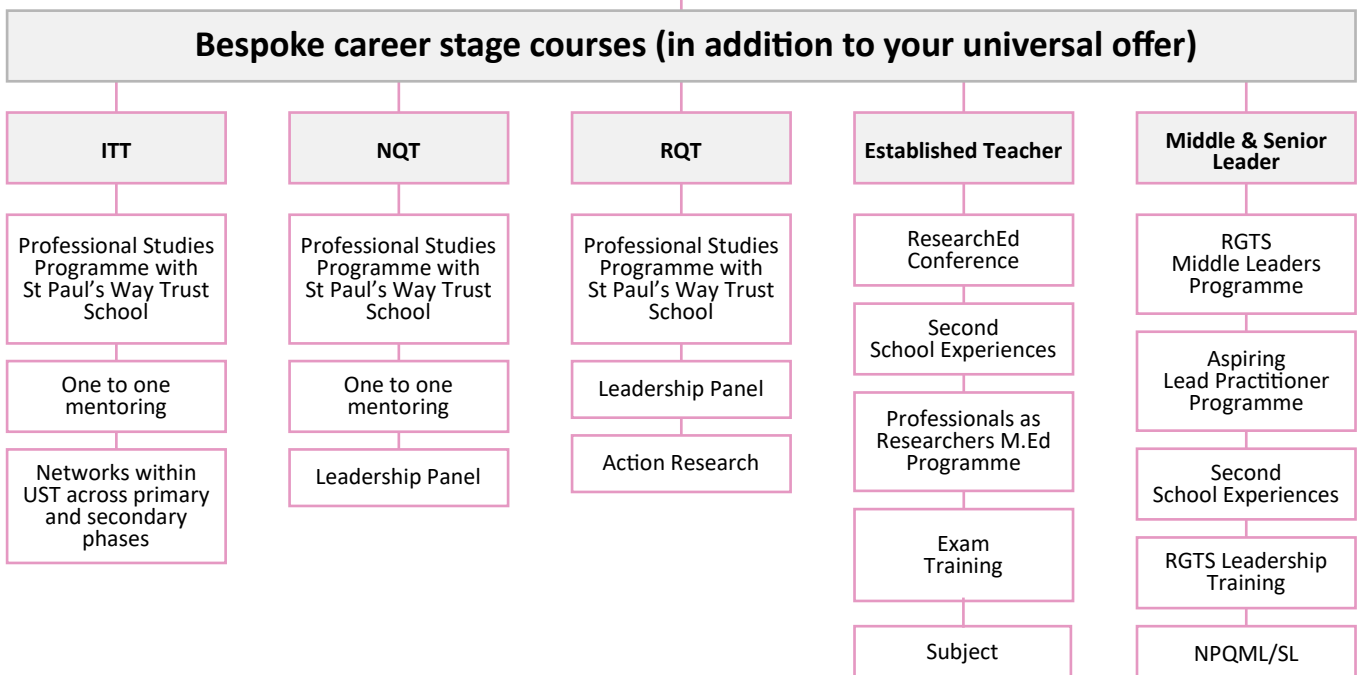 Bespoke career stage courses (in addition to your universal offer)
ITT
Professional Studies
Programme with
St Paul's Way Trust
School
One to one
mentoring
Networks within
UST across primary
and secondary
phases
NQT
Professional Studies
Programme with
St Paul's Way Trust
School
One to one
mentoring
Leadership Panel
RQT
Professional Studies
Programme with
St Paul's Way Trust
School
Leadership Panel
Action Research
Established Teacher
ResearchEd
Conference
Second
School Experiences
Professionals as
Researchers M.Ed
Programme
Exam
Training
Subject
Middle & Senior
Leader
RGTS
Middle Leaders
Programme
Aspiring
Lead Practitioner
Programme
Second
School Experiences
RGTS Leadership
Training
NPQML/SL